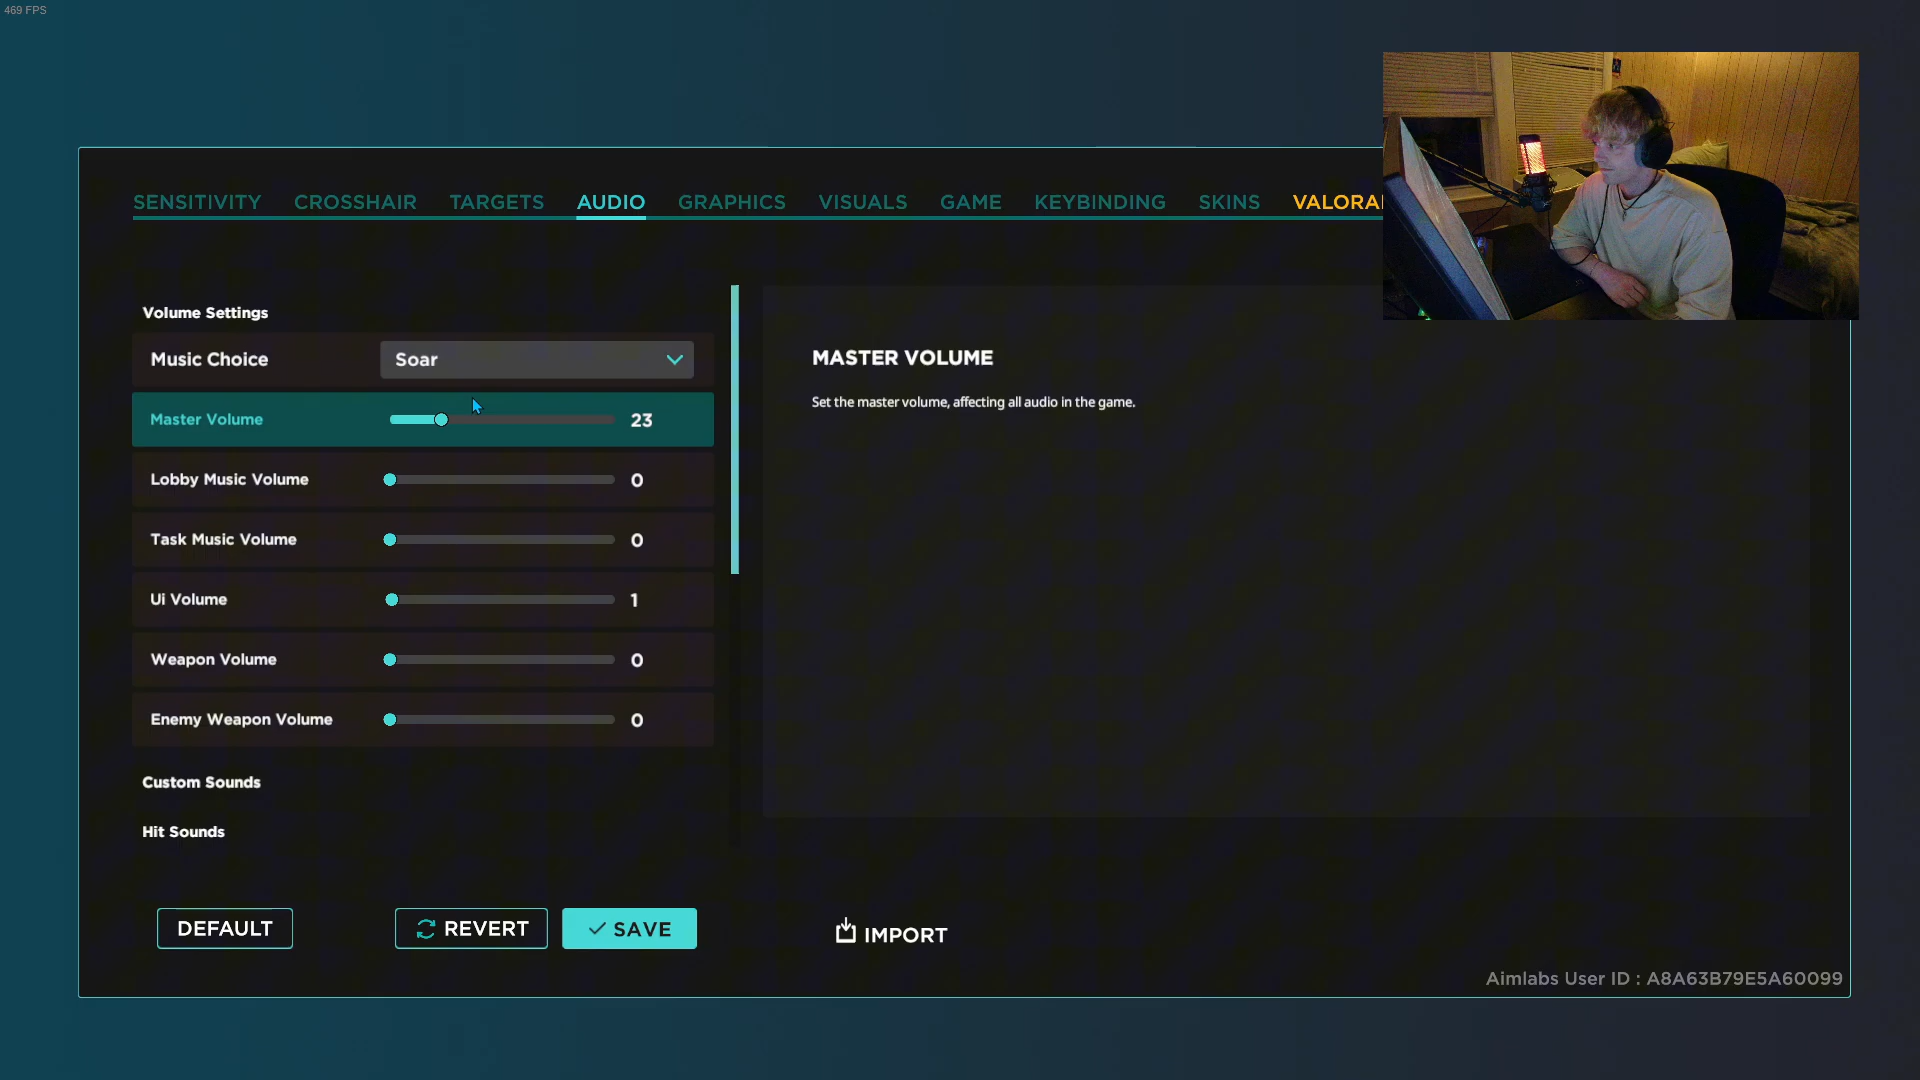 469 FPS
SENSITIVITY CROSSHAIR TARGETS AUDIO GRAPHICS VISUALS GAME KEYBINDING SKINS VALORA
Volume Settings
Music Choice Soar
Master Volume 23
Lobby Music Volume 0
Task Music Volume 0
Ui Volume 1
Weapon Volume 0
Enemy Weapon Volume 0
Custom Sounds
Hit Sounds
MASTER VOLUME
Set the master volume, affecting all audio in the game.
DEFAULT REVERT SAVE IMPORT
Aimlabs User ID : A8A63B79E5A60099